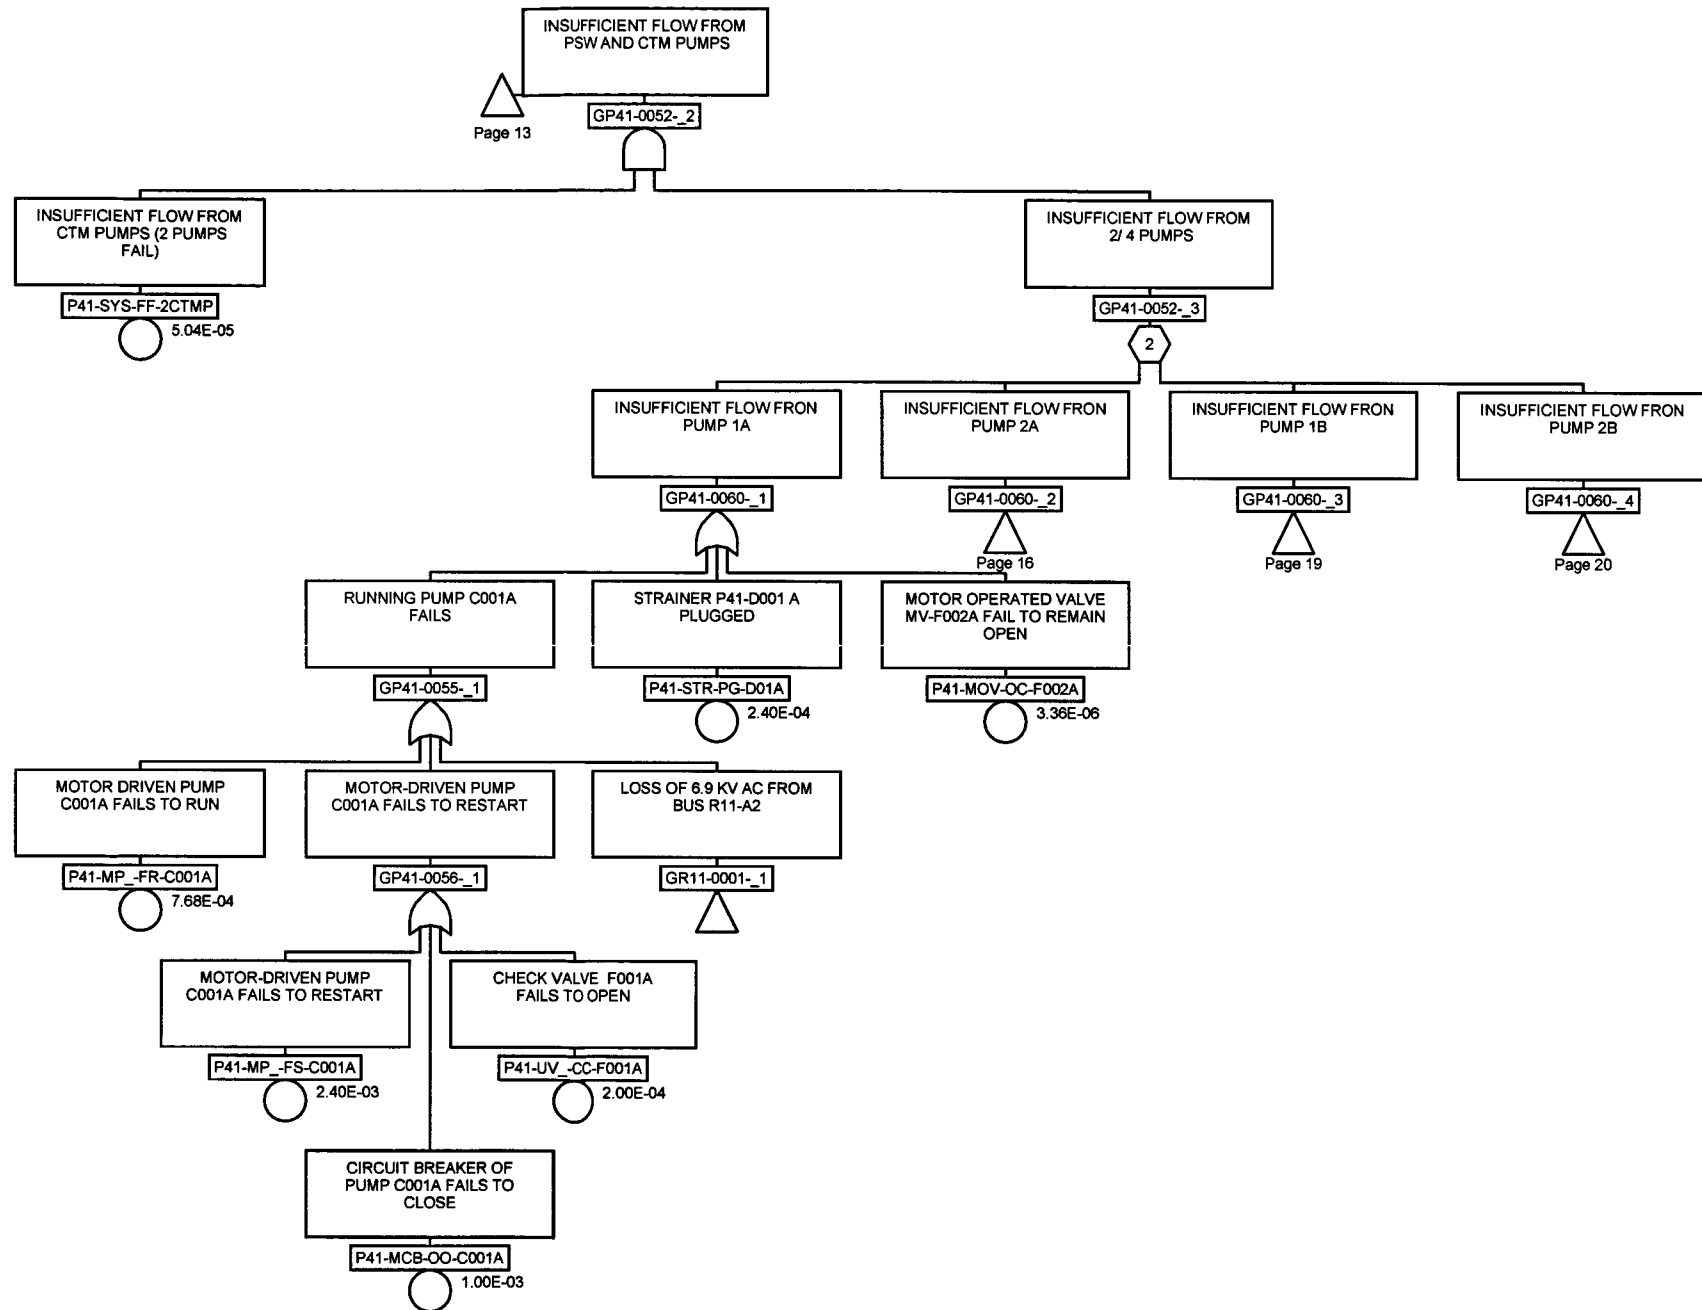 INSUFFICIENT FLOW FROM
PSW AND CTM PUMPS
Page 13
GP41-0052-_2
INSUFFICIENT FLOW FROM
CTM PUMPS (2 PUMPS
FAIL)
P41-SYS-FF-2CTMP
5.04E-05
INSUFFICIENT FLOW FROM
2/ 4 PUMPS
GP41-0052-_3
2
INSUFFICIENT FLOW FRON
PUMP 1A
GP41-0060-_1
INSUFFICIENT FLOW FRON
PUMP 2A
GP41-0060-_2
Page 16
INSUFFICIENT FLOW FRON
PUMP 1B
GP41-0060-_3
Page 19
INSUFFICIENT FLOW FRON
PUMP 2B
GP41-0060-_4
Page 20
RUNNING PUMP C001A
FAILS
GP41-0055-_1
STRAINER P41-D001 A
PLUGGED
P41-STR-PG-D01A
2.40E-04
MOTOR OPERATED VALVE
MV-F002A FAIL TO REMAIN
OPEN
P41-MOV-OC-F002A
3.36E-06
MOTOR DRIVEN PUMP
C001A FAILS TO RUN
P41-MP_-FR-C001A
7.68E-04
MOTOR-DRIVEN PUMP
C001A FAILS TO RESTART
GP41-0056-_1
LOSS OF 6.9 KV AC FROM
BUS R11-A2
GR11-0001-_1
MOTOR-DRIVEN PUMP
C001A FAILS TO RESTART
P41-MP_-FS-C001A
2.40E-03
CHECK VALVE F001A
FAILS TO OPEN
P41-UV_-CC-F001A
2.00E-04
CIRCUIT BREAKER OF
PUMP C001A FAILS TO
CLOSE
P41-MCB-OO-C001A
1.00E-03